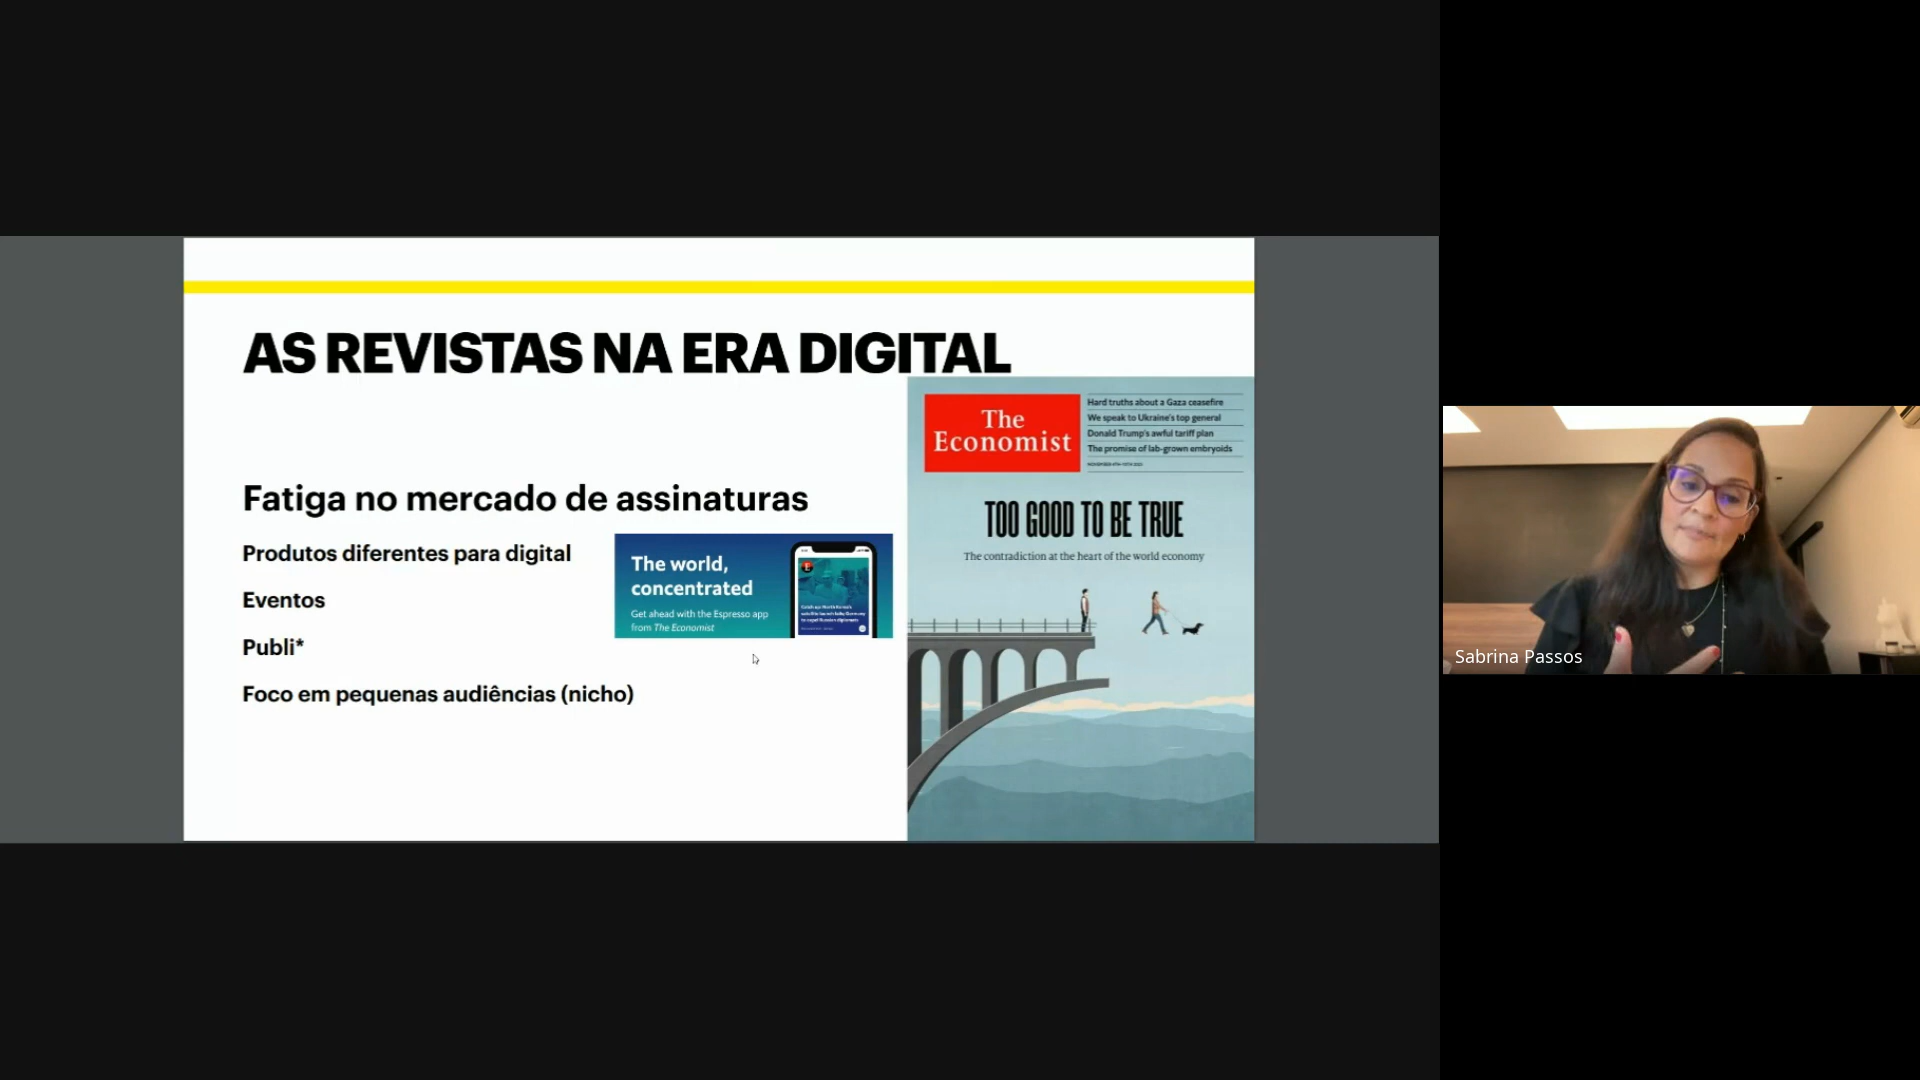 AS REVISTAS NA ERA DIGITAL
Fatiga no mercado de assinaturas
Produtos diferentes para digital
Eventos
Publi*
Foco em pequenas audiências (nicho)
The world,
concentrated
Get ahead with the Espresso app
from The Economist
The
Economist
Hard truths about a Gaza ceasefire
We speak to Ukraine's top general
Donald Trump's awful tariff plan
The promise of lab-grown embryoids
TOO GOOD TO BE TRUE
The contradiction at the heart of the world economy
Sabrina Passos